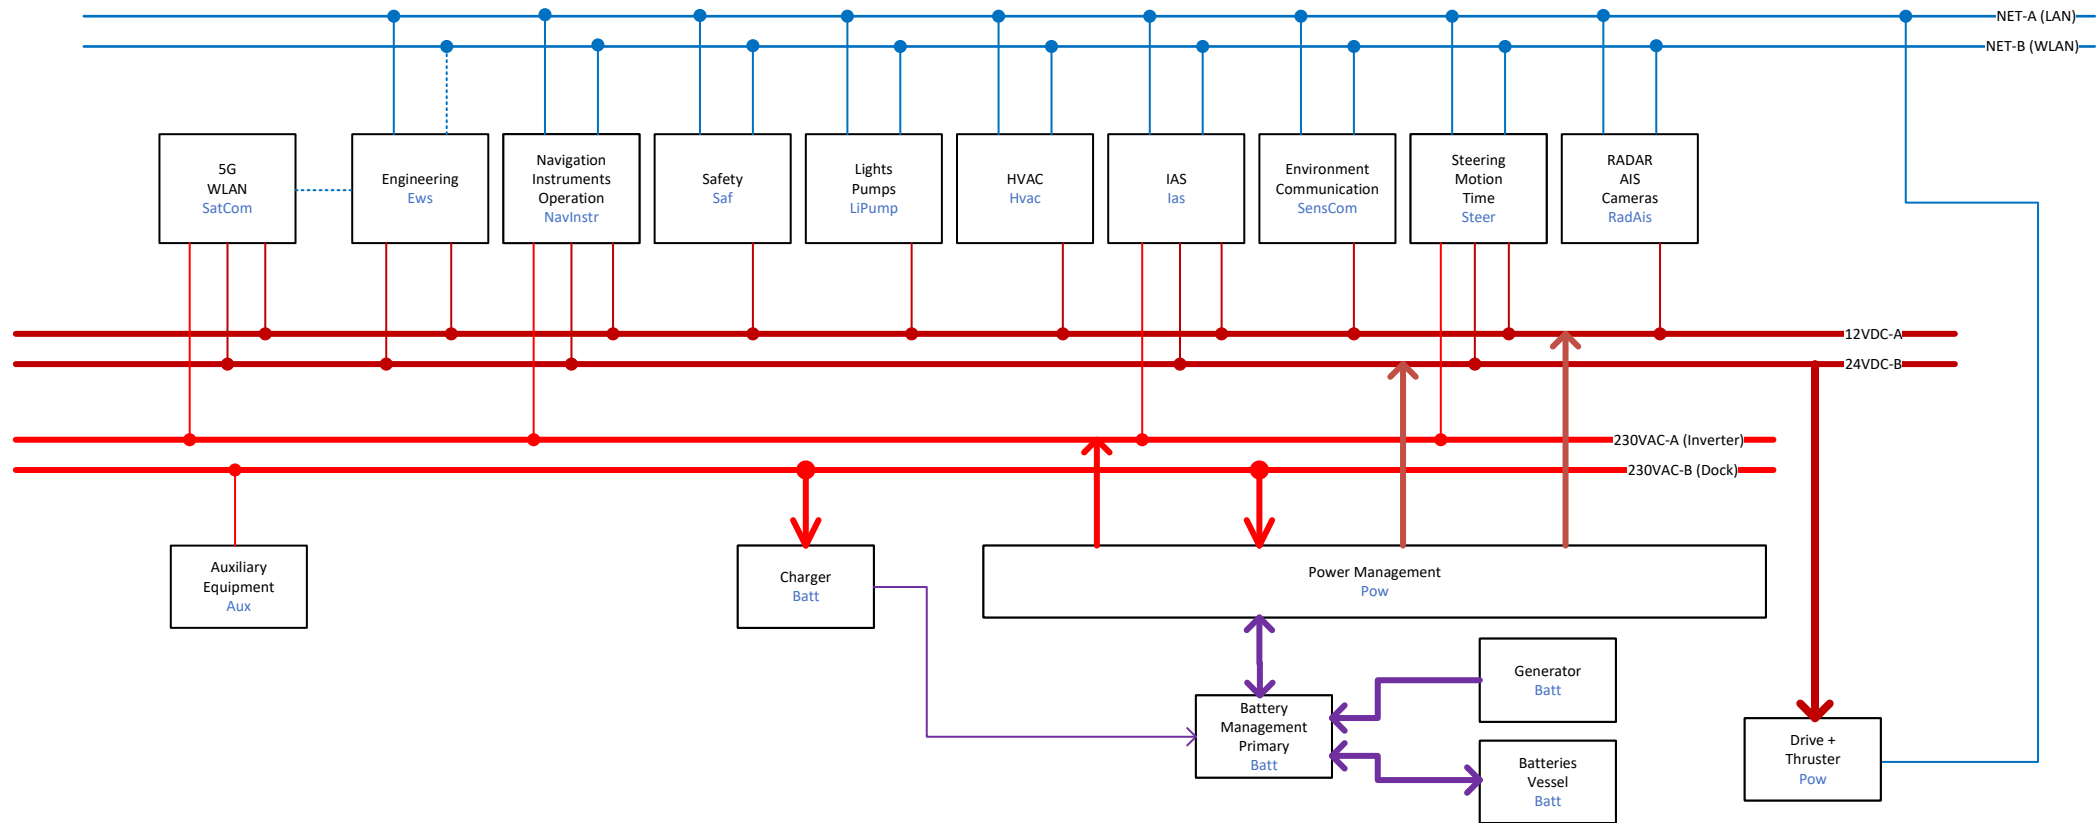 NET-A (LAN)
NET-B (WLAN)
5G
WLAN
SatCom
Engineering
Ews
Navigation
Instruments
Operation
NavInstr
Safety
Saf
Lights
Pumps
LiPump
HVAC
Hvac
IAS
Ias
Environment
Communication
SensCom
Steering
Motion
Time
Steer
RADAR
AIS
Cameras
RadAis
12VDC-A
24VDC-B
230VAC-A (Inverter)
230VAC-B (Dock)
Auxiliary
Equipment
Aux
Charger
Batt
Power Management
Pow
Generator
Batt
Battery
Management
Primary
Batt
Batteries
Vessel
Batt
Drive +
Thruster
Pow